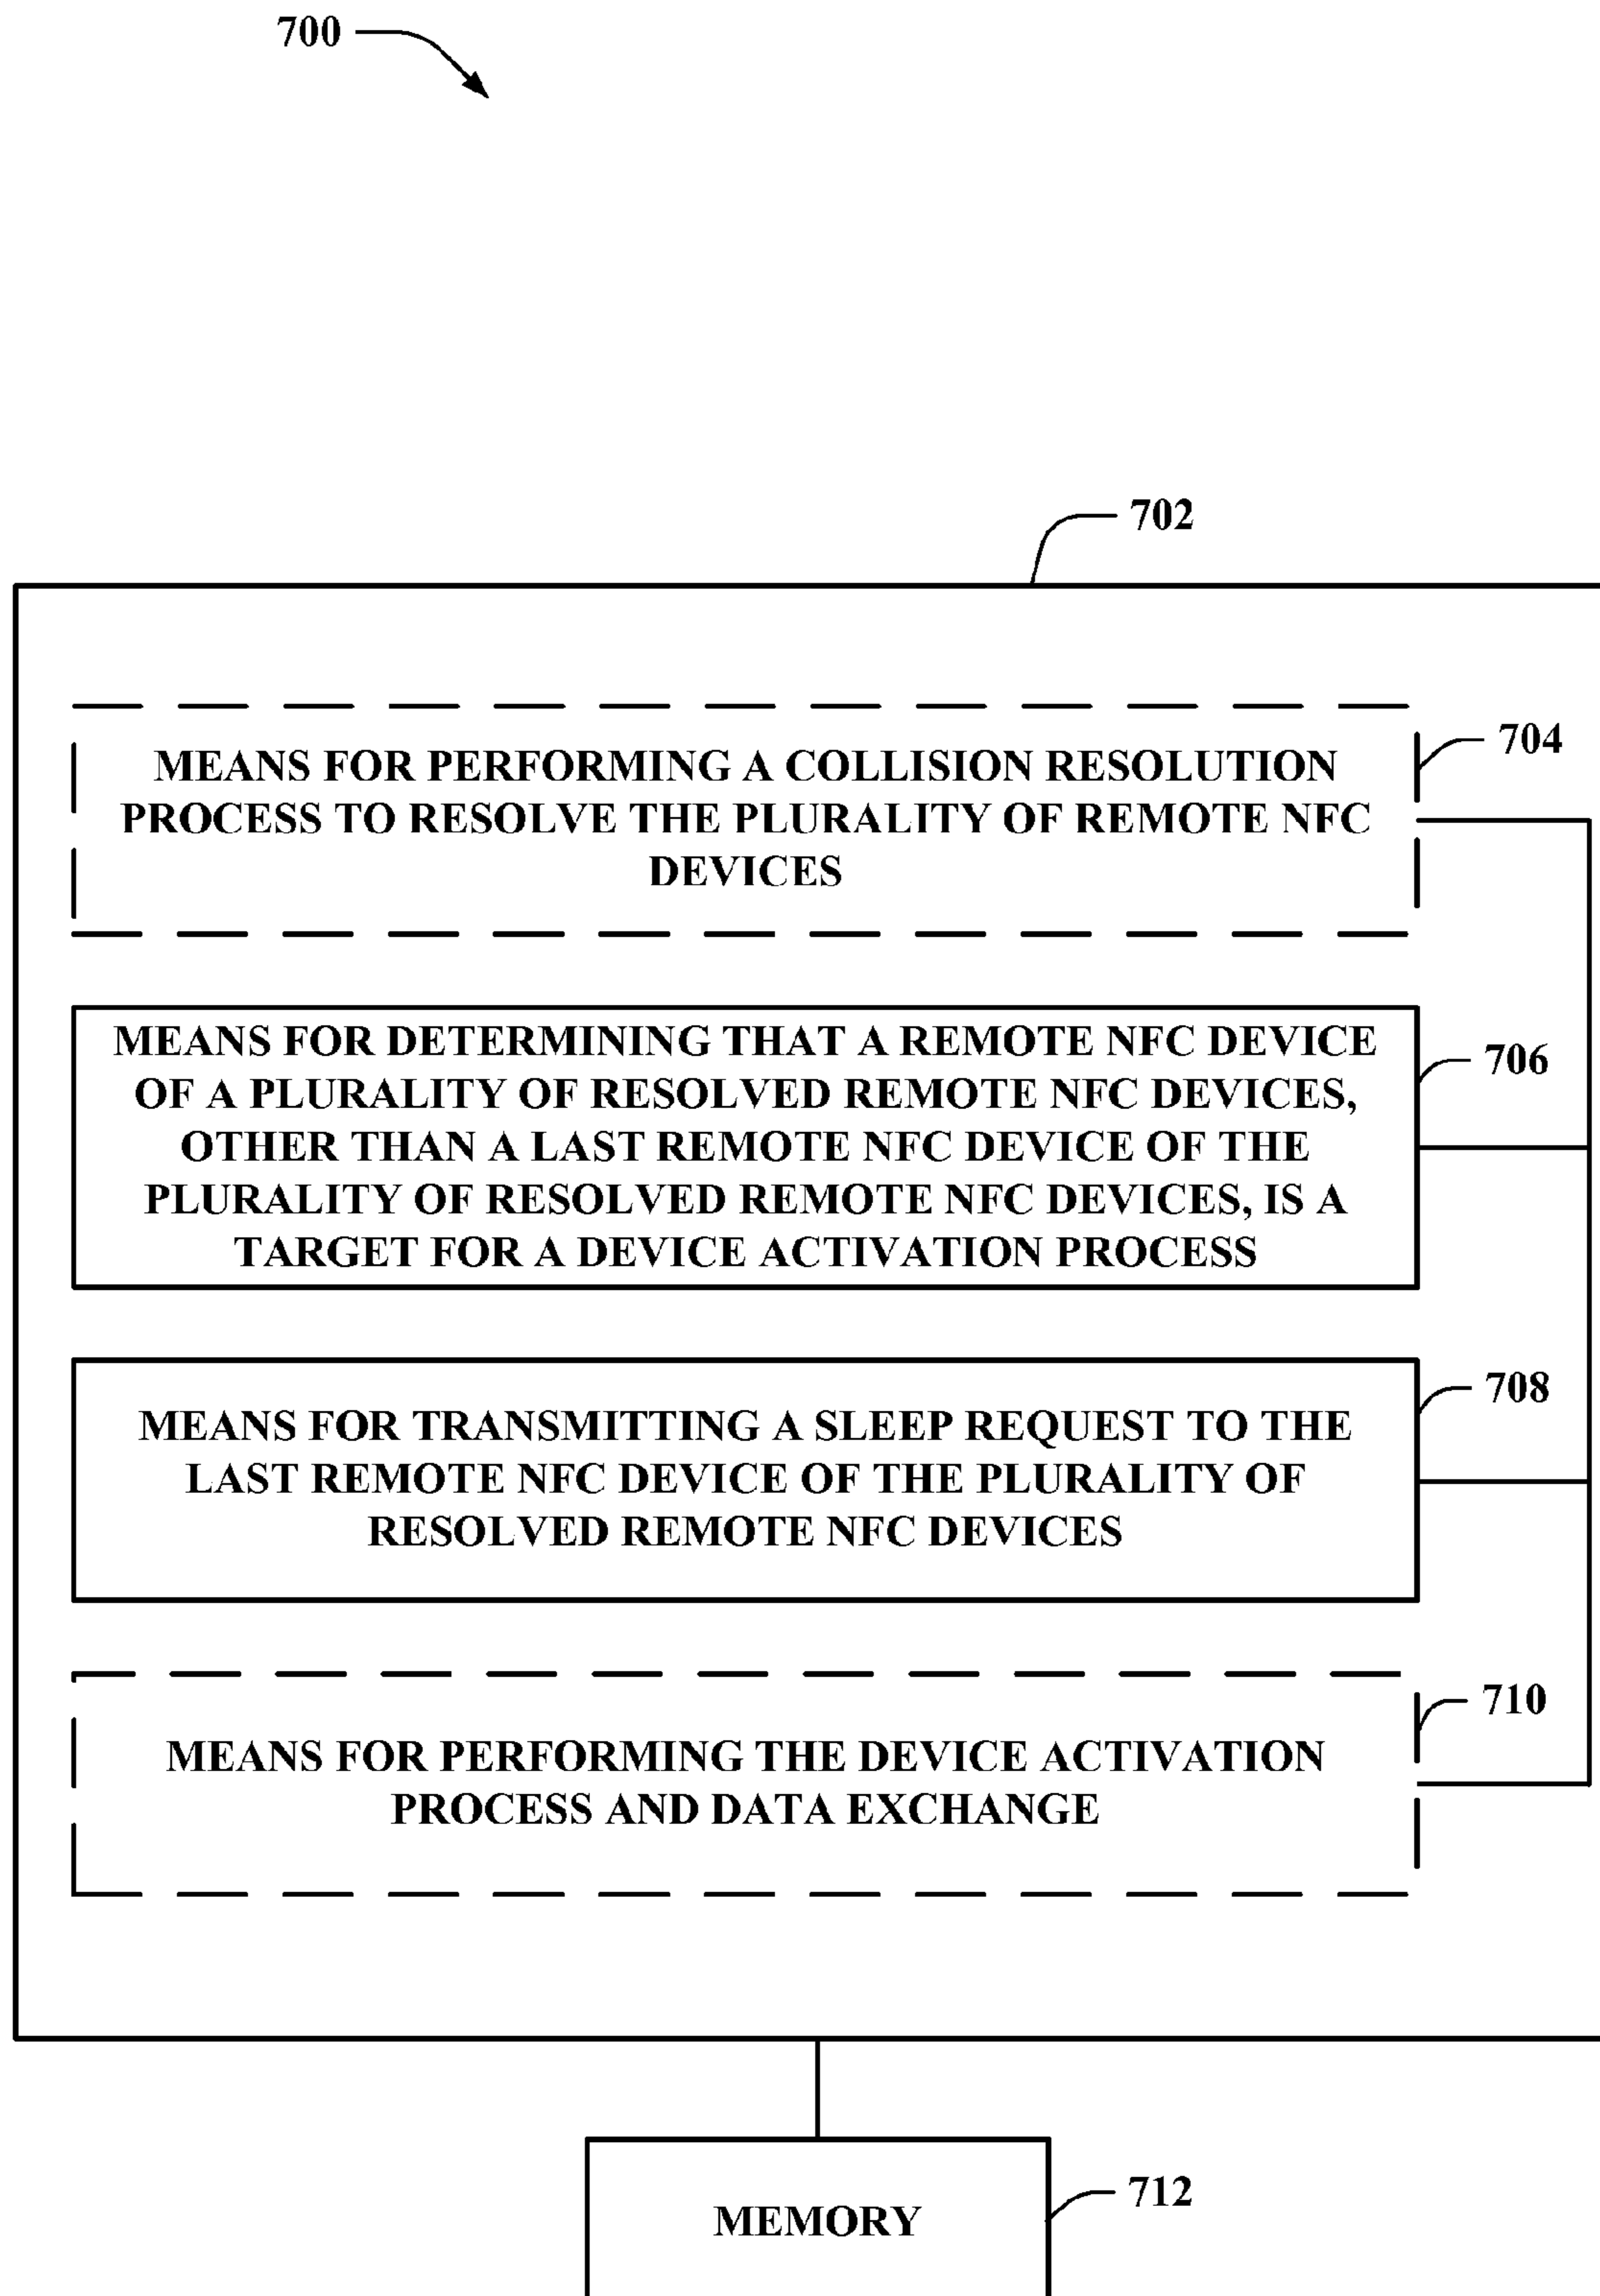 700
702
MEANS FOR PERFORMING A COLLISION RESOLUTION
PROCESS TO RESOLVE THE PLURALITY OF REMOTE NFC
DEVICES
704
MEANS FOR DETERMINING THAT A REMOTE NFC DEVICE
OF A PLURALITY OF RESOLVED REMOTE NFC DEVICES,
OTHER THAN A LAST REMOTE NFC DEVICE OF THE
PLURALITY OF RESOLVED REMOTE NFC DEVICES, IS A
TARGET FOR A DEVICE ACTIVATION PROCESS
706
MEANS FOR TRANSMITTING A SLEEP REQUEST TO THE
LAST REMOTE NFC DEVICE OF THE PLURALITY OF
RESOLVED REMOTE NFC DEVICES
708
MEANS FOR PERFORMING THE DEVICE ACTIVATION
PROCESS AND DATA EXCHANGE
710
MEMORY
712